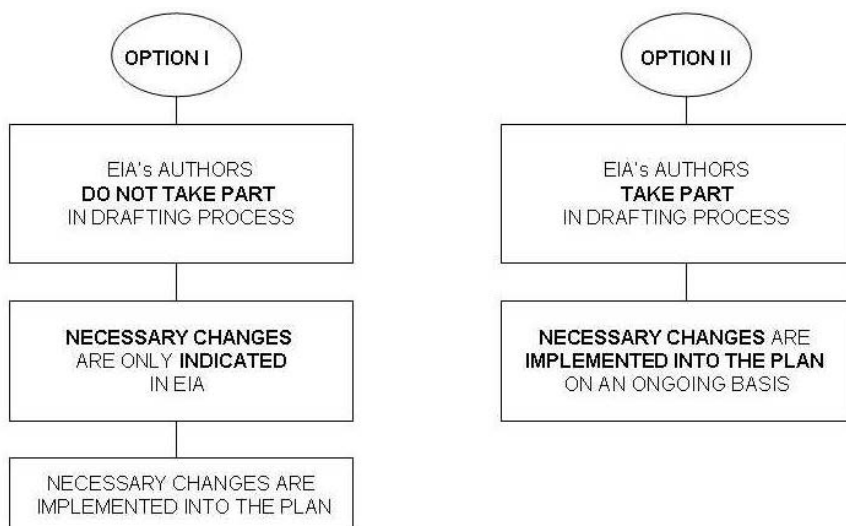 OPTION I
EIA's AUTHORS
DO NOT TAKE PART
IN DRAFTING PROCESS
NECESSARY CHANGES
ARE ONLY INDICATED
IN EIA
NECESSARY CHANGES ARE
IMPLEMENTED INTO THE PLAN
OPTION II
EIA's AUTHORS
TAKE PART
IN DRAFTING PROCESS
NECESSARY CHANGES ARE
IMPLEMENTED INTO THE PLAN
ON AN ONGOING BASIS